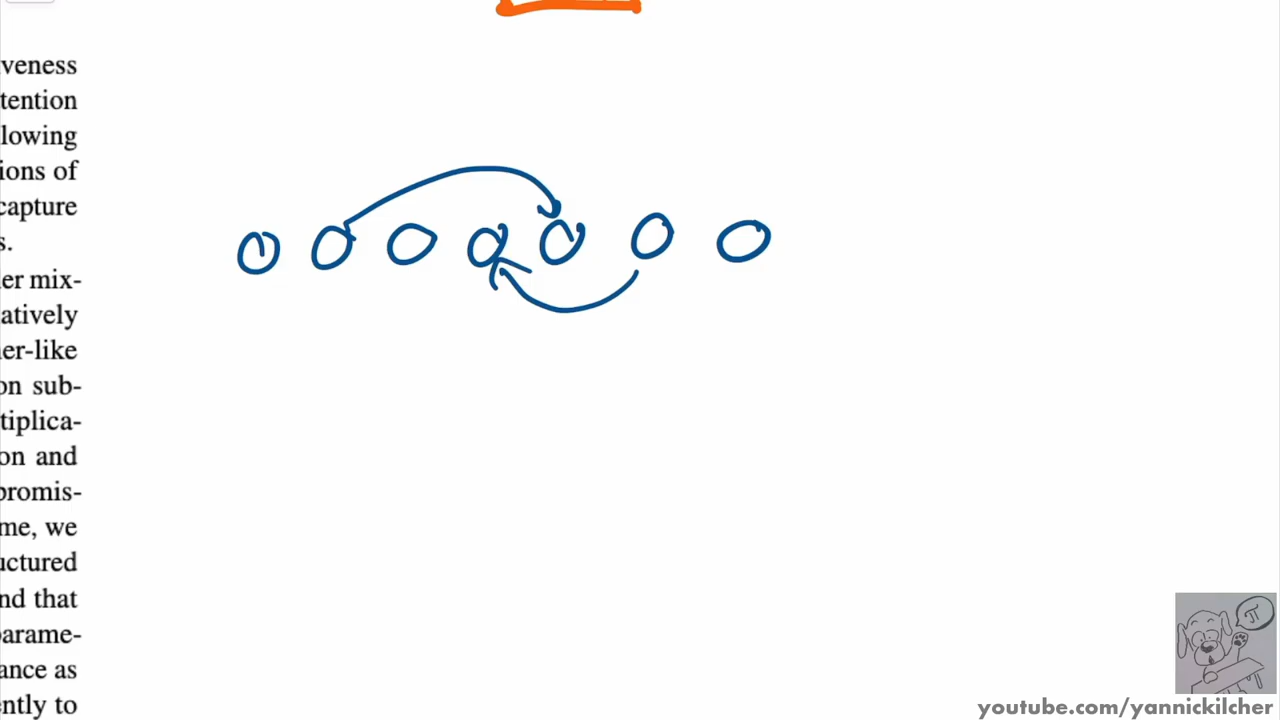 iveness
tention
lowing
ions of
capture
s.
er mix-
atively
er-like
on sub-
tiplica-
on and
promis-
me, we
uctured
nd that
parame-
ance as
ently to
π
youtube.com/yannickilcher